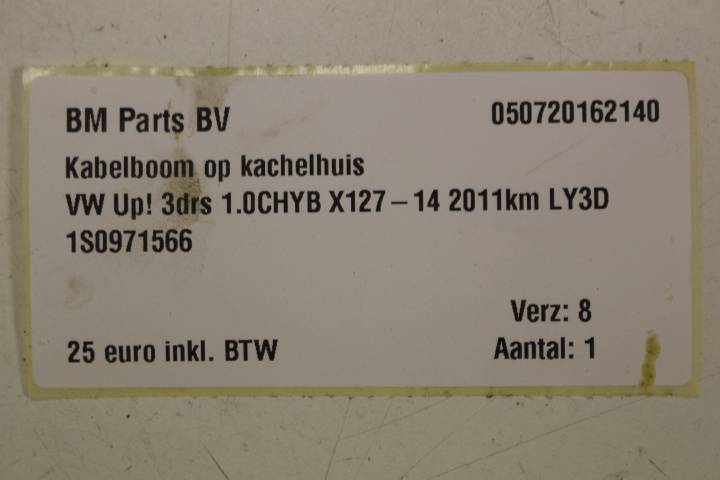 BM Parts BV 050720162140
Kabelboom op kachelhuis
VW Up! 3drs 1.0CHYB X127-14 2011km LY3D
1S0971566
Verz: 8
25 euro inkl. BTW Aantal: 1